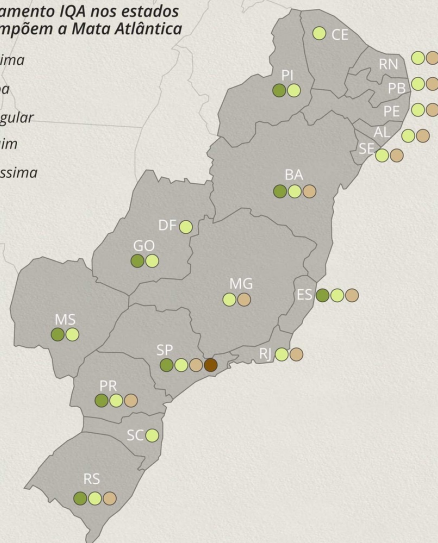 amento IQA nos estados
mpõem a Mata Atlântica
ima
a
gular
im
ssima
CE
RN
PI
PB
PE
AL
SE
BA
DF
GO
MG
ES
MS
SP
RJ
PR
SC
RS